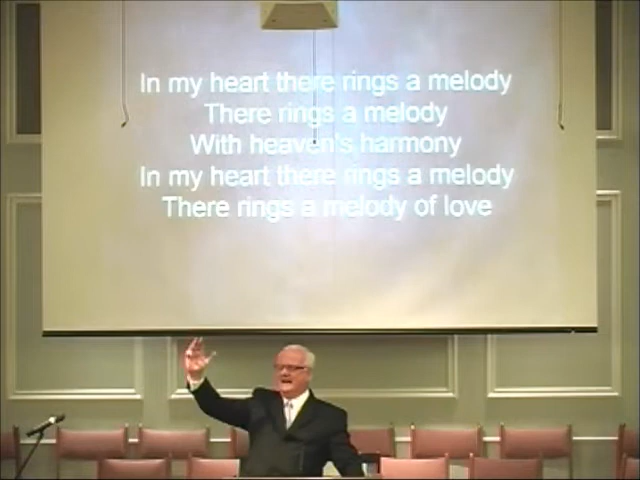 In my heart there rings a melody
There rings a melody
With heaven's harmony
In my heart there rings a melody
There rings a melody of love